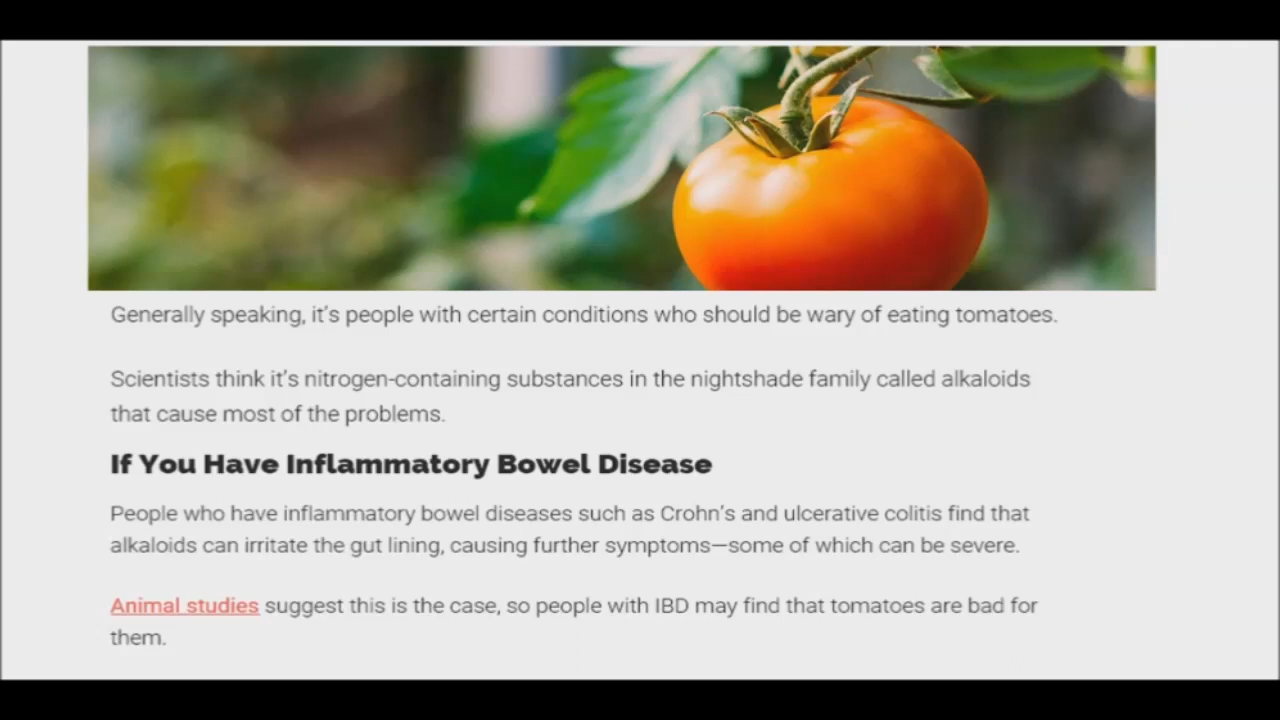 Generally speaking, it's people with certain conditions who should be wary of eating tomatoes.
Scientists think it's nitrogen-containing substances in the nightshade family called alkaloids
that cause most of the problems.
If You Have Inflammatory Bowel Disease
People who have inflammatory bowel diseases such as Crohn's and ulcerative colitis find that
alkaloids can irritate the gut lining, causing further symptoms—some of which can be severe.
Animal studies suggest this is the case, so people with IBD may find that tomatoes are bad for
them.